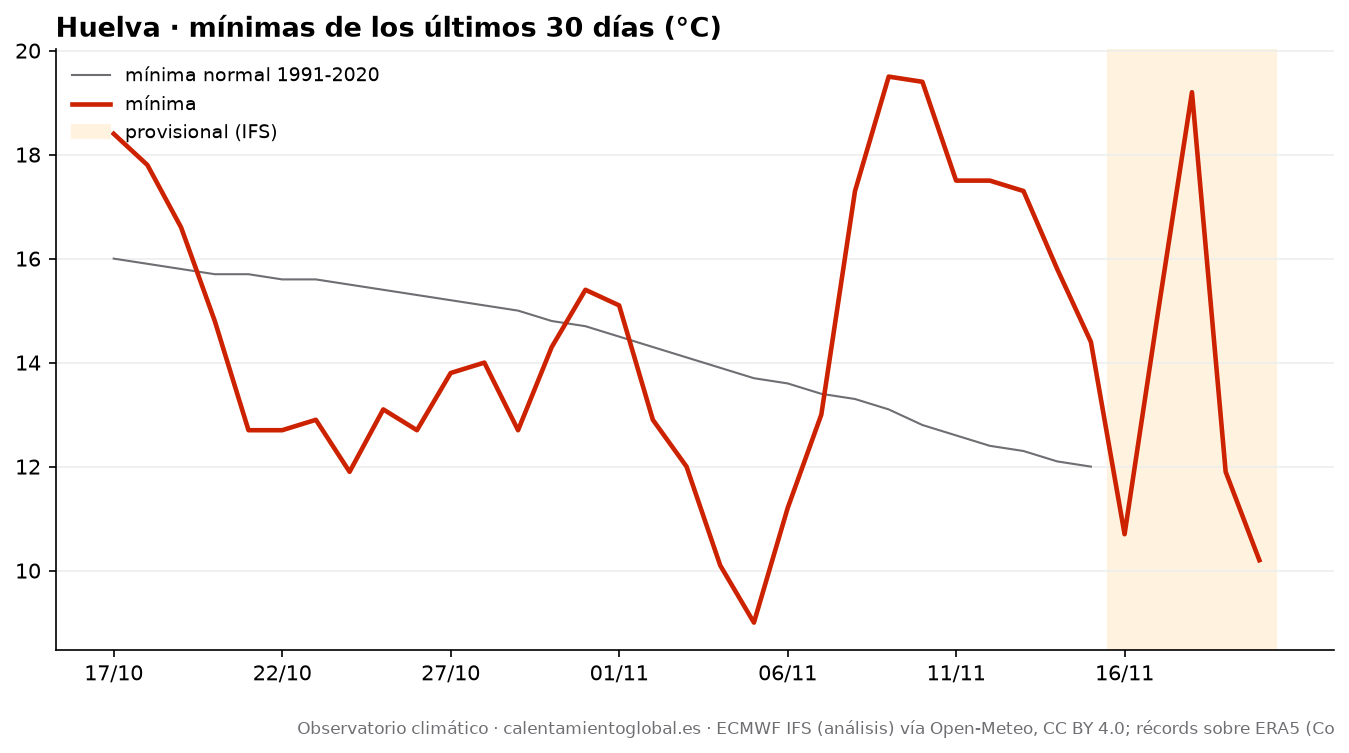 Huelva · mínimas de los últimos 30 días (°C)
20
18
16
14
12
10
mínima normal 1991-2020
mínima
provisional (IFS)
17/10
22/10
27/10
01/11
06/11
11/11
16/11
Observatorio climático · calentamientoglobal.es · ECMWF IFS (análisis) vía Open-Meteo, CC BY 4.0; récords sobre ERA5 (Co